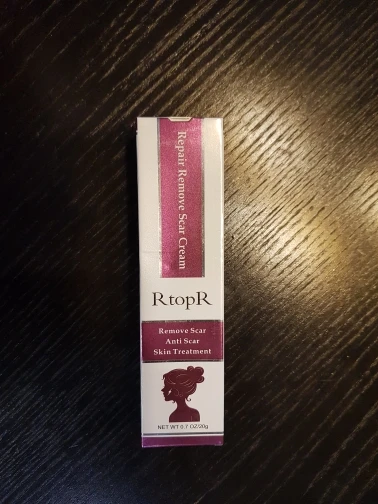 Repair Remove Scar Cream
RtopR
Remove Scar
Anti Scar
Skin Treatment
NET WT 0.7 OZ/20g